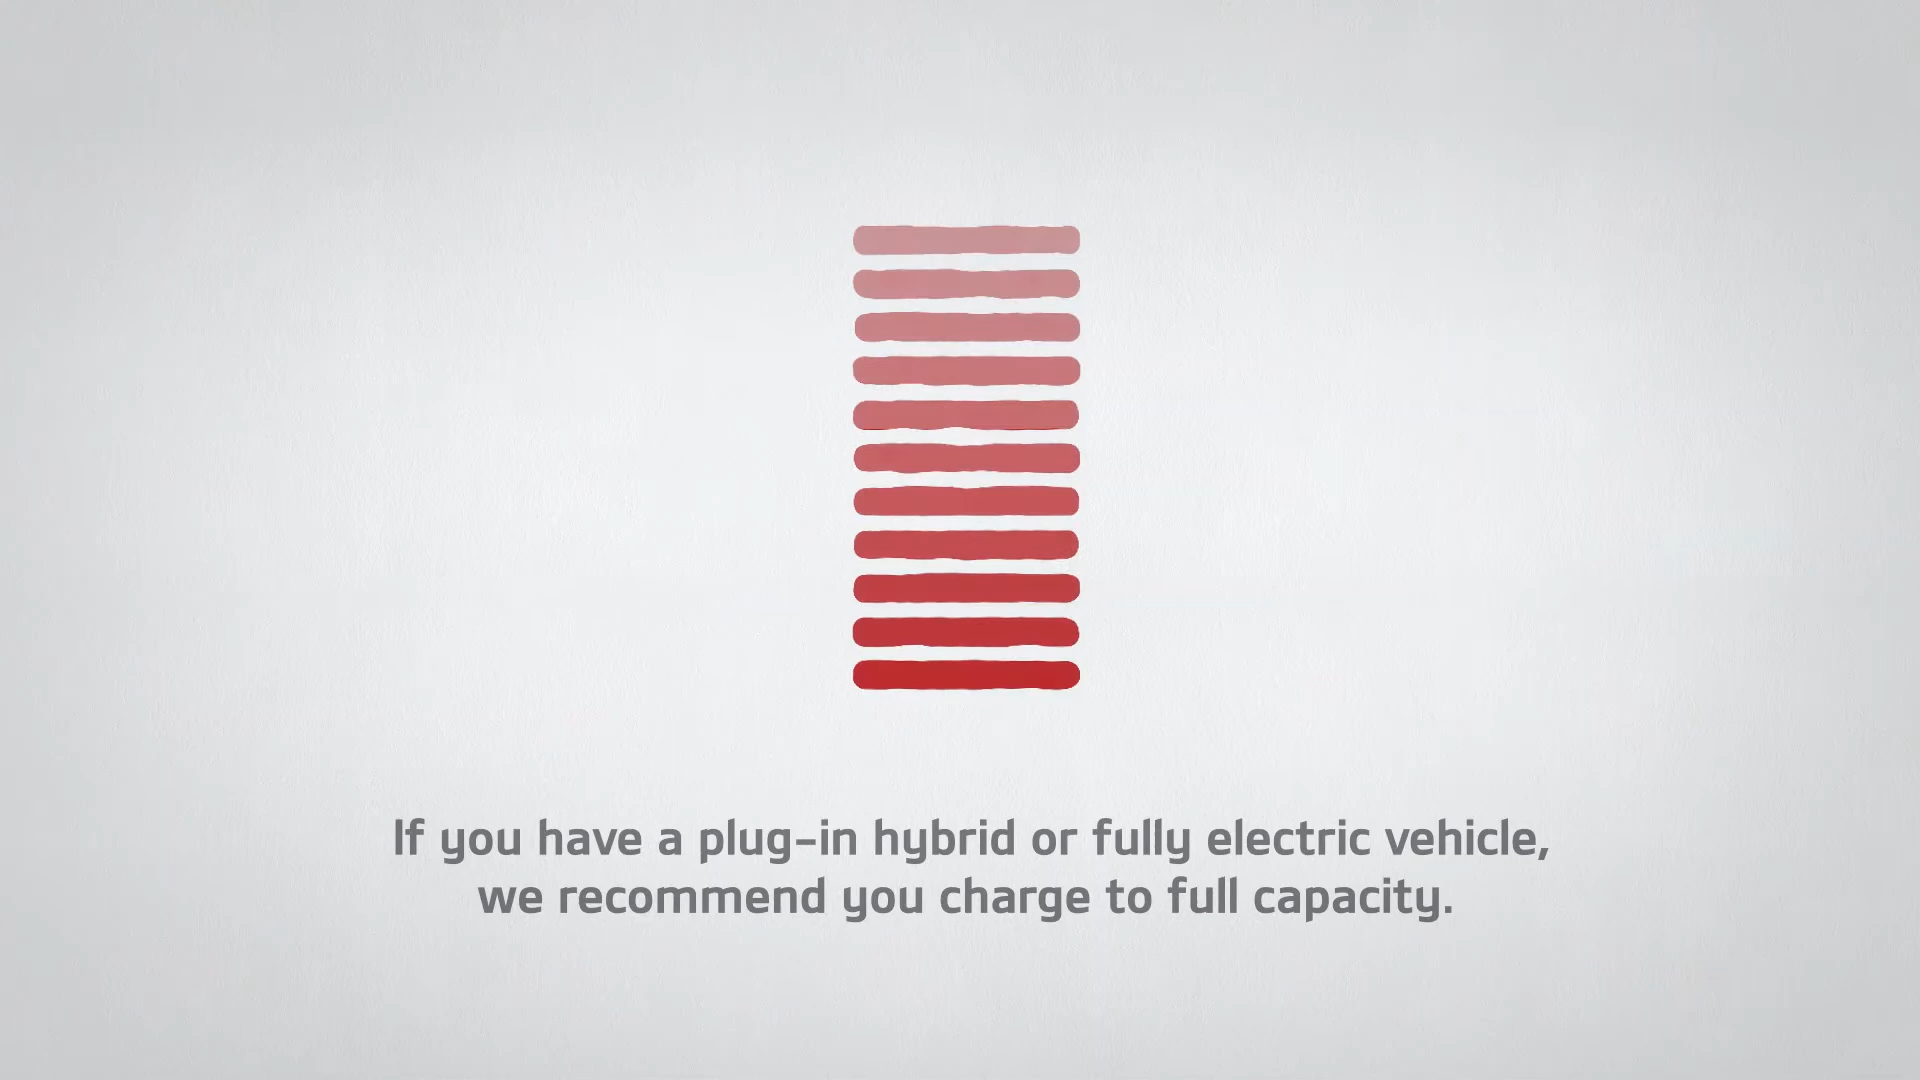 If you have a plug-in hybrid or fully electric vehicle,
we recommend you charge to full capacity.